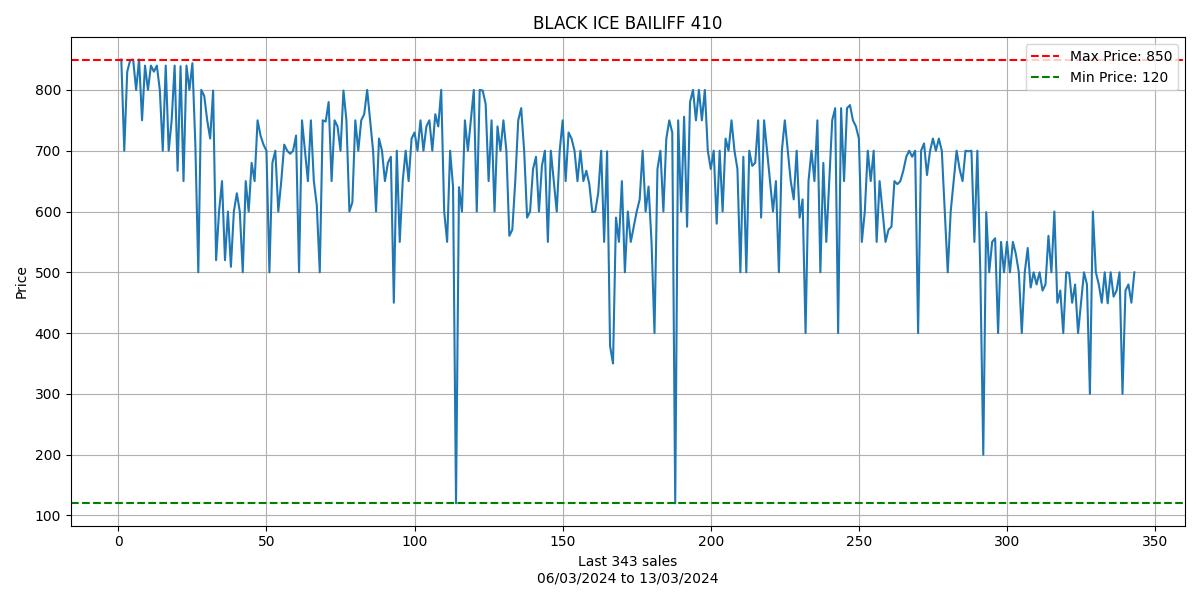 BLACK ICE BAILIFF 410
Max Price: 850
Min Price: 120
Price
800
700
600
500
400
300
200
100
0 50 100 150 200 250 300 350
Last 343 sales
06/03/2024 to 13/03/2024